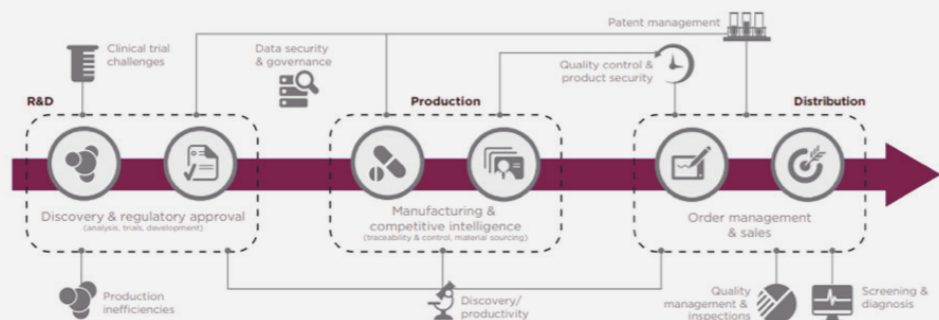 Patent management
Clinical trial
challenges
Data security
& governance
Quality control &
product security
R&D
Production
Distribution
Discovery & regulatory approval
(analysis, trials, development)
Manufacturing &
competitive intelligence
(traceability & control, material sourcing)
Order management
& sales
Production
inefficiencies
Discovery/
productivity
Quality
management &
inspections
Screening &
diagnosis